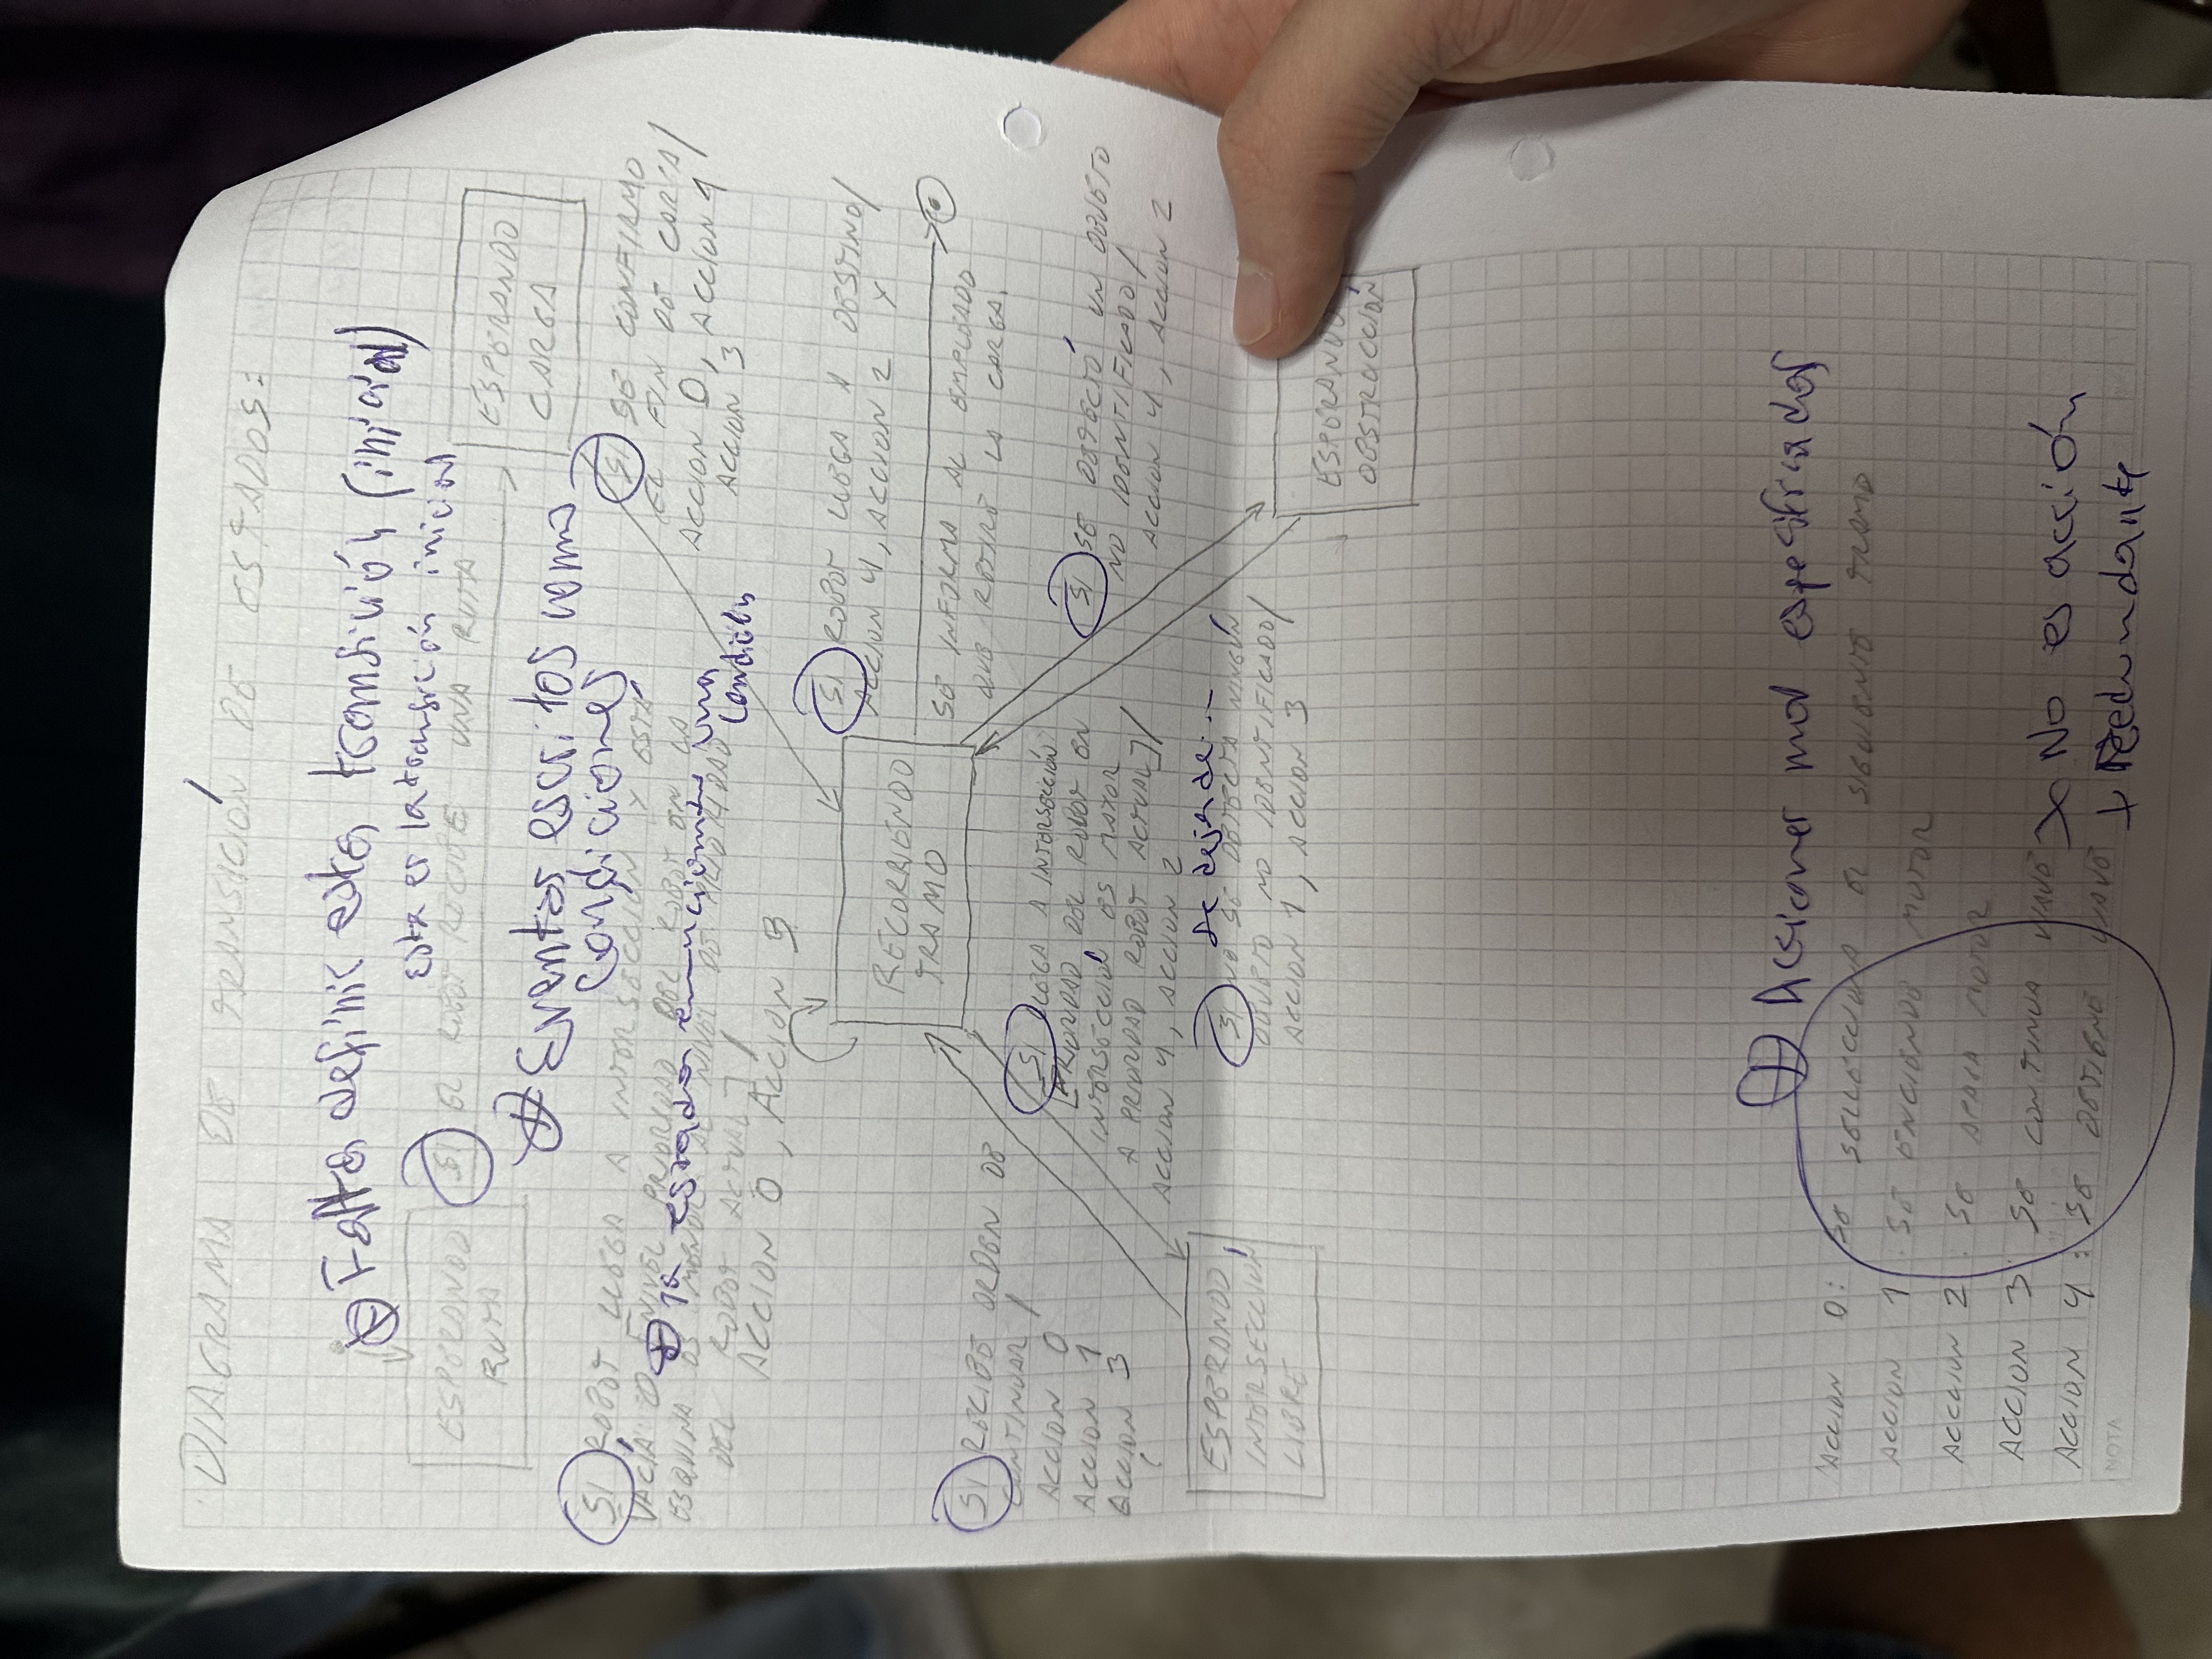 DIAGRAMA DE TRANSICIÓN DE ESTADOS:
Falta definir esta transición (inicial)
esta es la transición inicial
ESPERANDO
RUTA
SI EL ROBOT RECIBE UNA RUTA
ESPERANDO
CARGA
Eventos escritos como
condiciones
SI ROBOT LLEGA A INTERSECCIÓN Y ESTÁ
VACÍA O [NIVEL PRIORIDAD DEL ROBOT EN LA
ESQUINA ES MENOR AL NIVEL DE PRIORIDAD
DEL ROBOT ACTUAL] /
ACCION 0, ACCION 3
ya estados enunciando una
condición
SI SE CONFIRMO
EL FIN DE CARGA/
ACCION 0, ACCION 1
ACCION 3
SI ROBOT LLEGA A DESTINO/
ACCION 4, ACCION 2 Y
SE INFORMA AL EMPLEADO
QUE RETIRE LA CARGA.
RECORRIENDO
TRAMO
SI RECIBE ORDEN DE
CONTINUAR /
ACCION 0
ACCION 1
ACCION 3
SI LLEGA A INTERSECCIÓN
[PRIORIDAD DEL ROBOT EN
INTERSECCIÓN ES MAYOR
A PRIORIDAD ROBOT ACTUAL]/
ACCION 4, ACCION 2
SI SE DETECTÓ UN OBJETO
NO IDENTIFICADO/
ACCION 4, ACCION 2
ESPERANDO
INTERSECCIÓN
LIBRE
se deja de...
SI NO SE DETECTA NINGÚN
OBJETO NO IDENTIFICADO/
ACCION 1, ACCION 3
ESPERANDO
OBSTRUCCIÓN
Acciones mal especificadas
ACCION 0: SE SELLECCIONA EL SIGUIENTE TRAMO
ACCION 1: SE ENCIENDE MOTOR
ACCCION 2: SE APAGA MOTOR
ACCION 3: SE CONTINUA VIAJE
ACCION 4: SE DETIENE VIAJE
No es acción
+ Redundante
NOTA